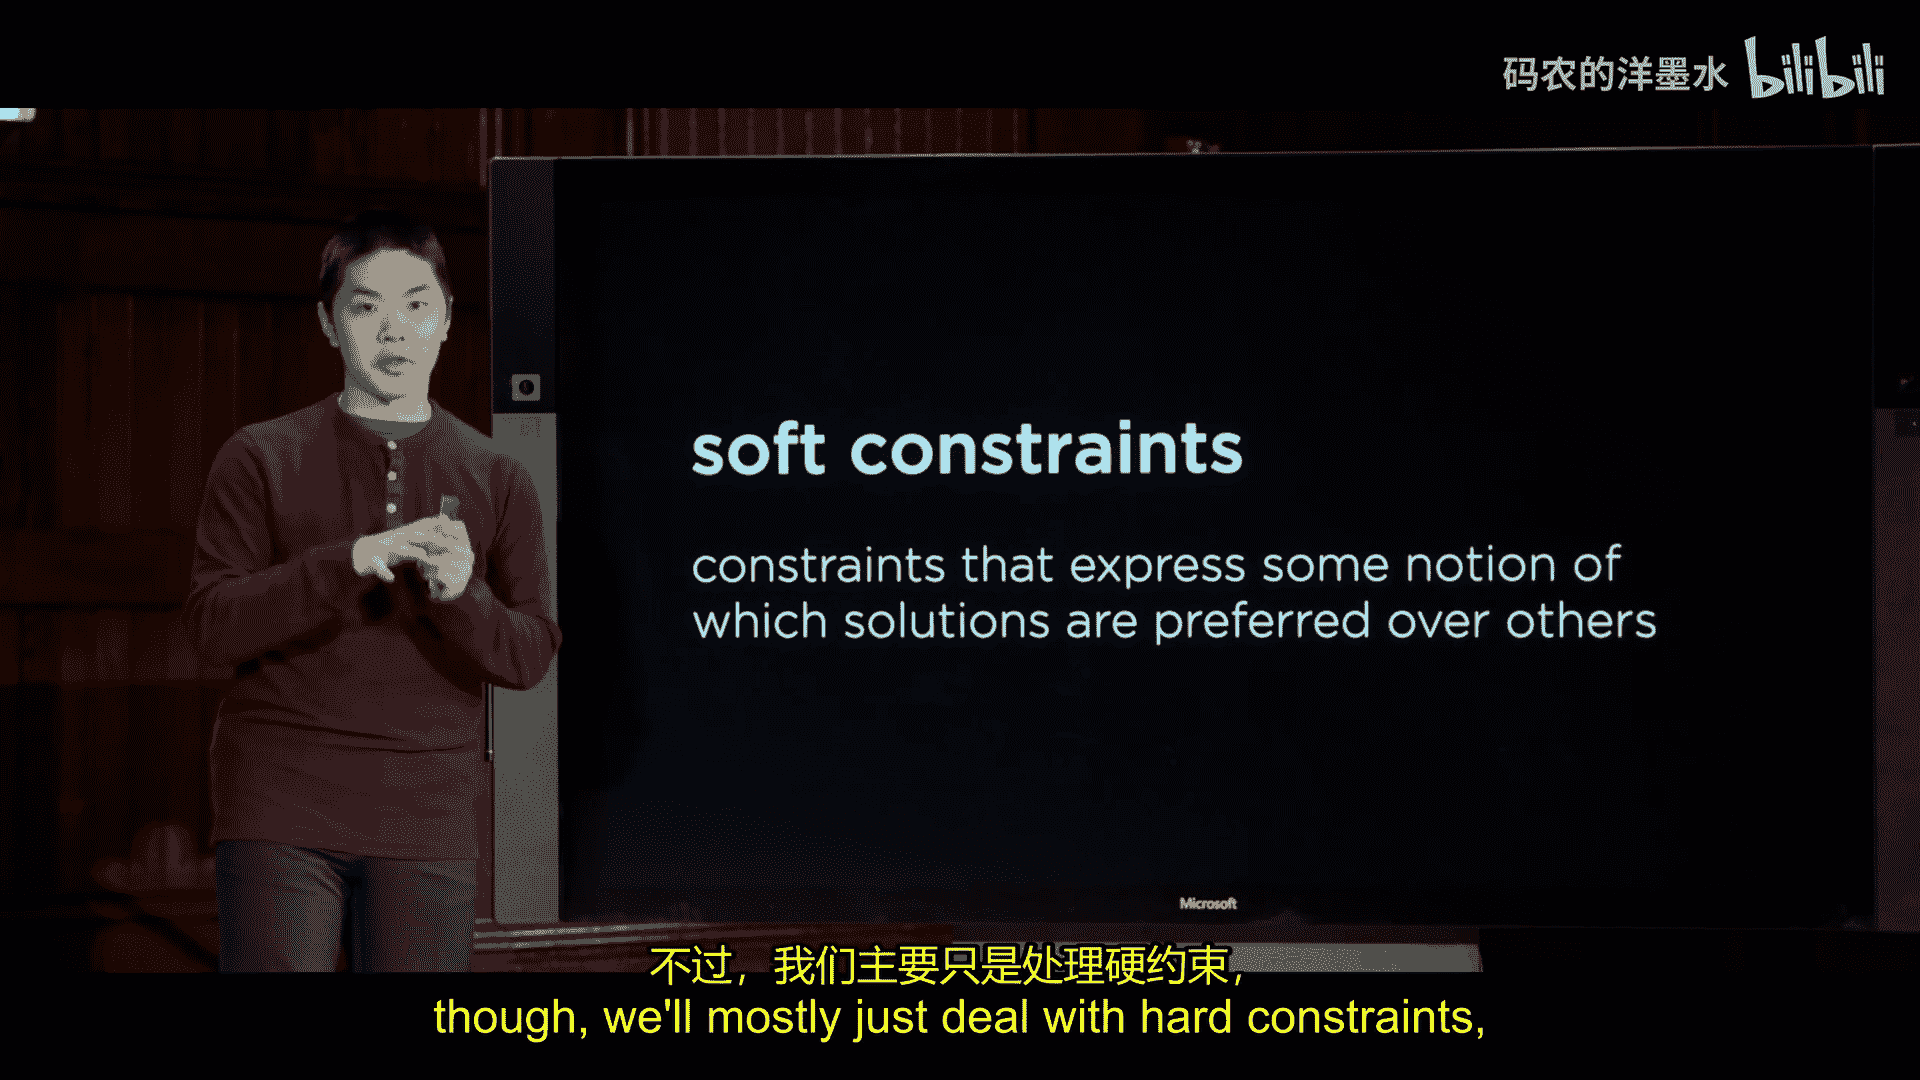 码农的洋墨水 bilibili
soft constraints
constraints that express some notion of
which solutions are preferred over others
Microsoft
不过，我们主要只是处理硬约束，
though, we'll mostly just deal with hard constraints,